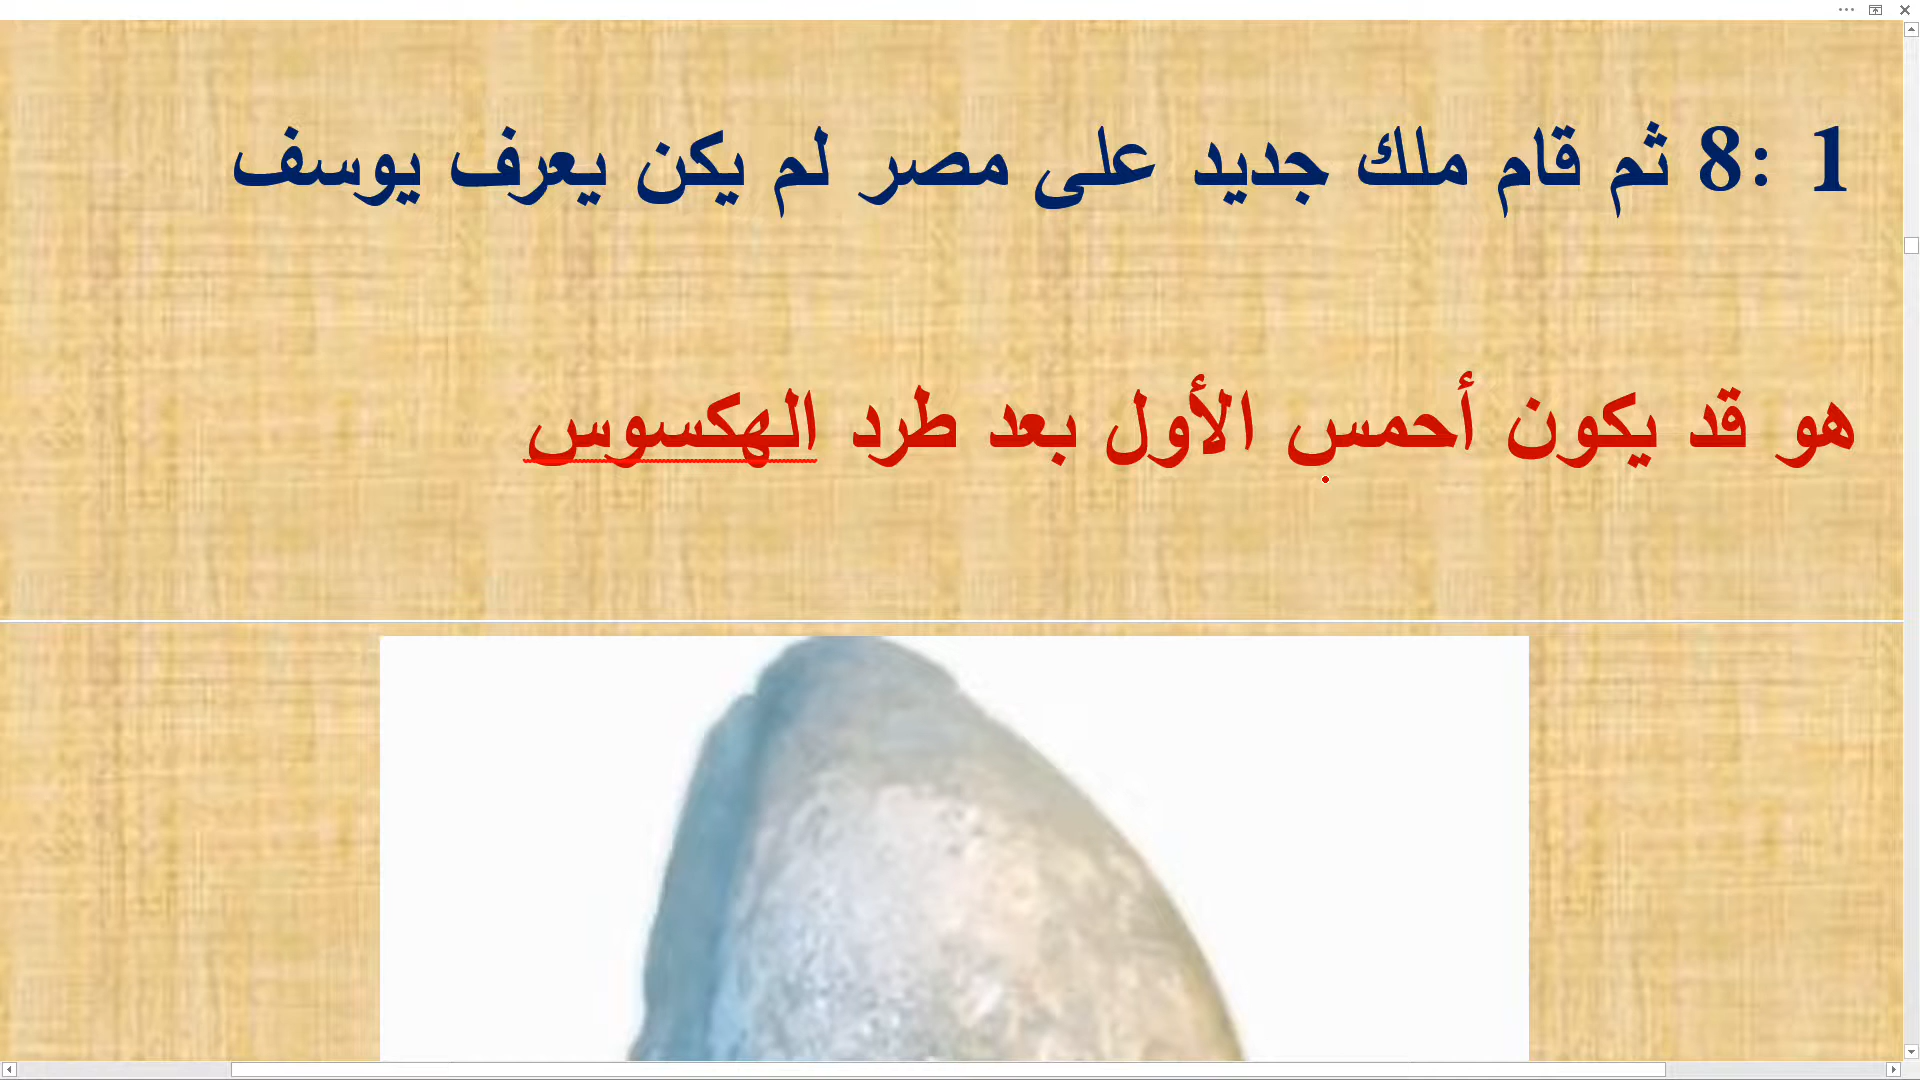 1 :8 ثم قام ملك جديد على مصر لم يكن يعرف يوسف
هو قد يكون أحمس الأول بعد طرد الهكسوس